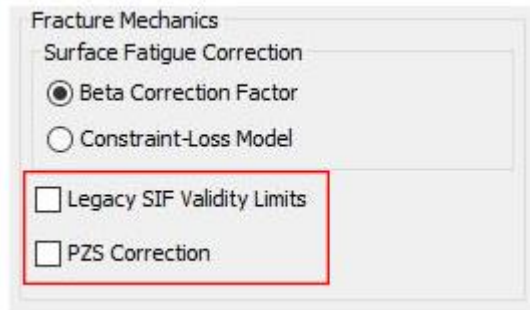 Fracture Mechanics
Surface Fatigue Correction
Beta Correction Factor
Constraint-Loss Model
Legacy SIF Validity Limits
PZS Correction